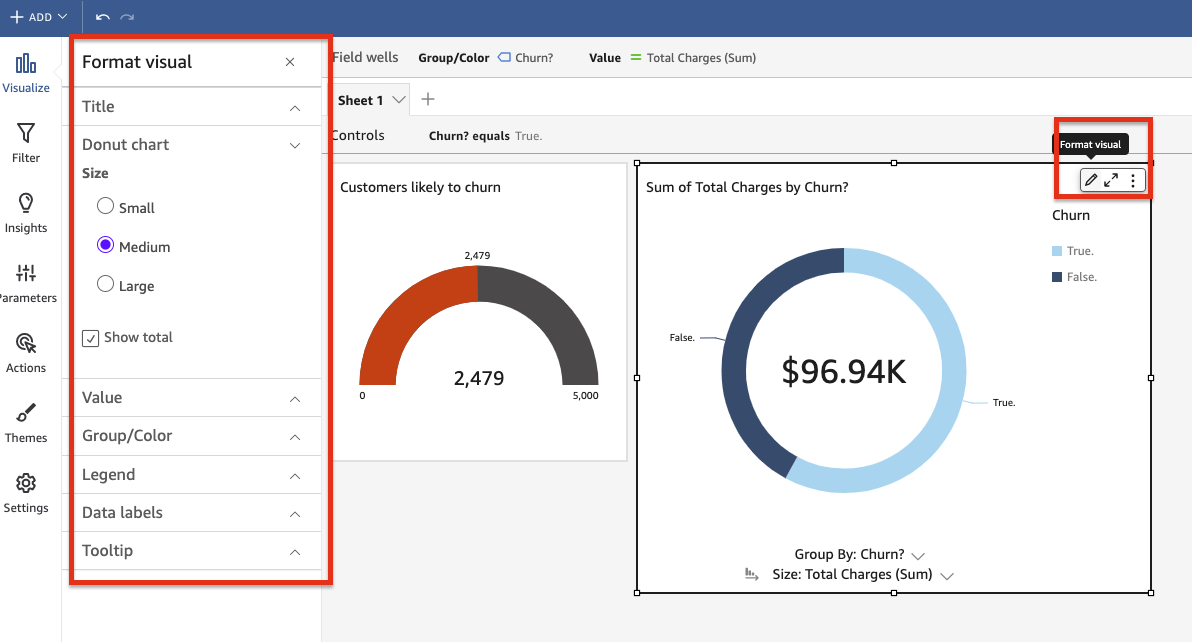 ADD
Visualize
Filter
Insights
Parameters
Actions
Themes
Settings
Format visual
Title
Donut chart
Size
Small
Medium
Large
Show total
Value
Group/Color
Legend
Data labels
Tooltip
Field wells Group/Color Churn? Value Total Charges (Sum)
Sheet 1
Controls Churn? equals True.
Customers likely to churn
2,479
2,479
0 5,000
Format visual
Sum of Total Charges by Churn?
Churn
True.
False.
False.
$96.94K
True.
Group By: Churn?
Size: Total Charges (Sum)